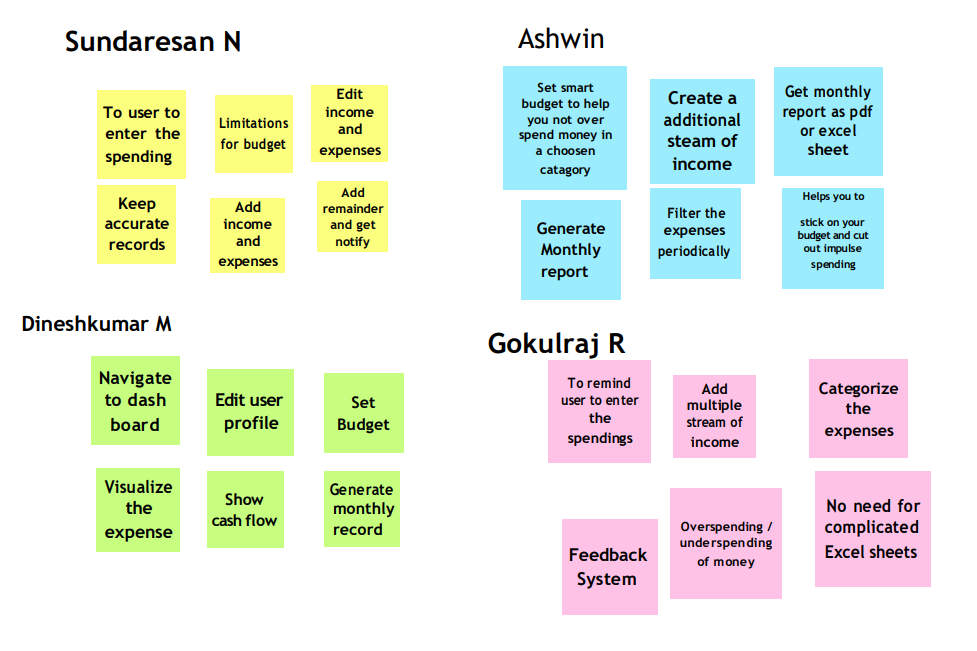 Sundaresan N
To user to
enter the
spending
Limitations
for budget
Edit
income
and
expenses
Keep
accurate
records
Add
income
and
expenses
Add
remainder
and get
notify
Ashwin
Set smart
budget to help
you not over
spend money in
a choosen
catagory
Create a
additional
steam of
income
Get monthly
report as pdf
or excel
sheet
Generate
Monthly
report
Filter the
expenses
periodically
Helps you to
stick on your
budget and cut
out impulse
spending
Dineshkumar M
Navigate
to dash
board
Edit user
profile
Set
Budget
Visualize
the
expense
Show
cash flow
Generate
monthly
record
Gokulraj R
To remind
user to enter
the
spendings
Add
multiple
stream of
income
Categorize
the
expenses
Feedback
System
Overspending /
underspending
of money
No need for
complicated
Excel sheets